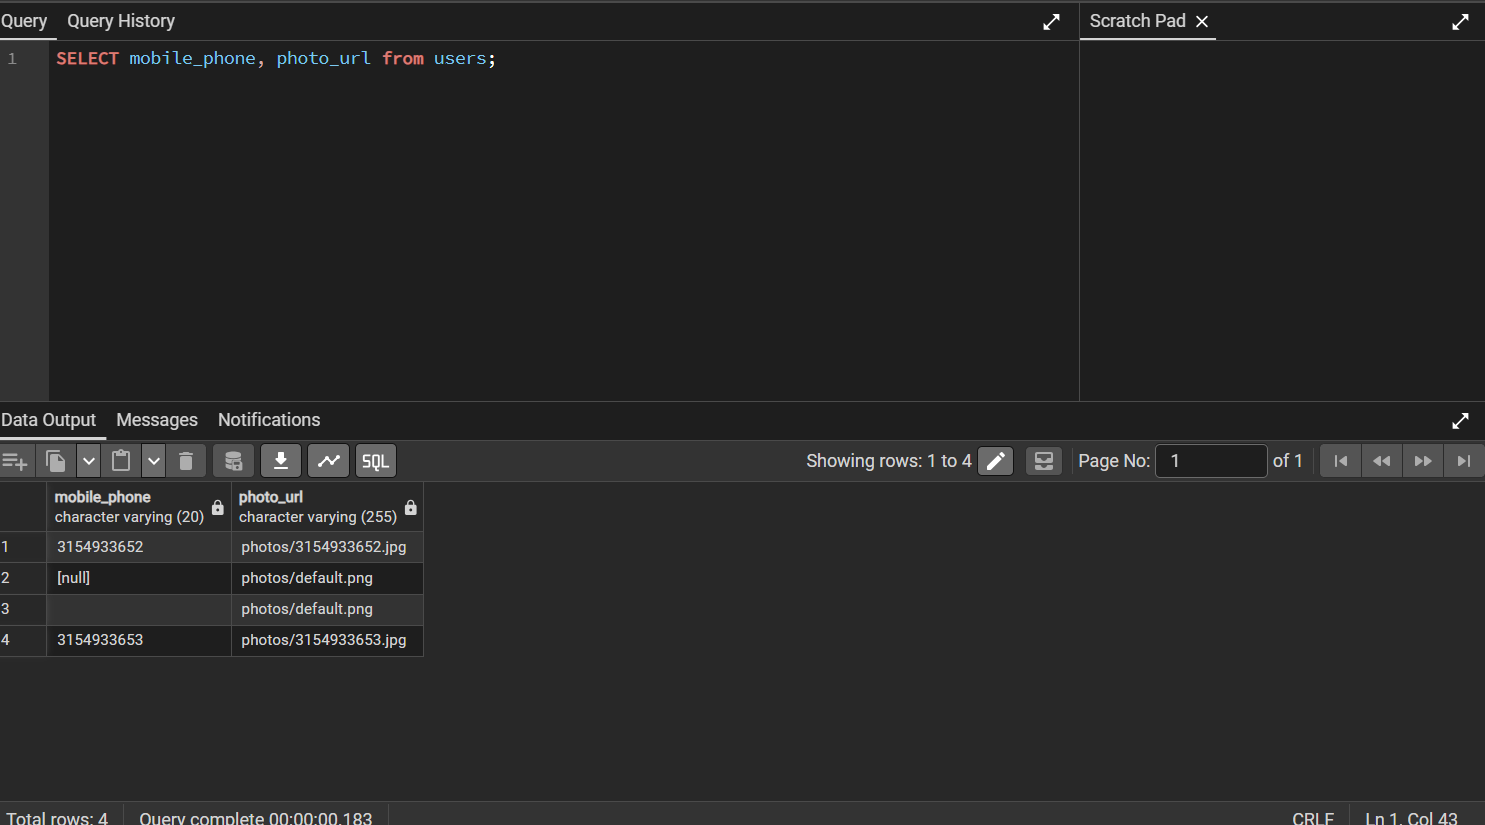 Query Query History Scratch Pad
1 SELECT mobile_phone, photo_url from users;
Data Output Messages Notifications
SQL Showing rows: 1 to 4 Page No: 1 of 1
mobile_phone photo_url
character varying (20) character varying (255)
1 3154933652 photos/3154933652.jpg
2 [null] photos/default.png
3 photos/default.png
4 3154933653 photos/3154933653.jpg
Total rows: 4 Query complete 00:00:00.183 CRLF Ln 1, Col 43